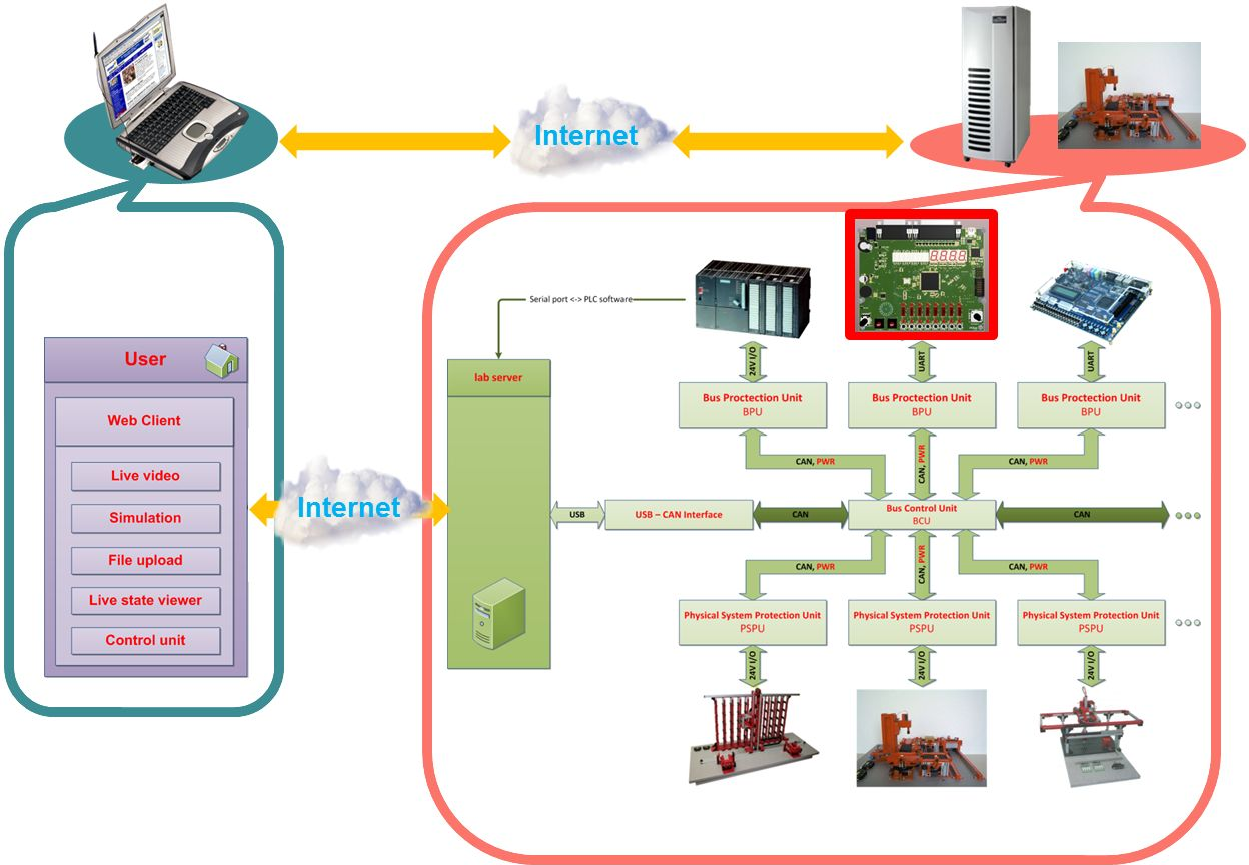 Internet
Serial port <-> PLC software
24V I/O
UART
UART
User
lab server
Bus Proctection Unit
BPU
Bus Proctection Unit
BPU
Bus Proctection Unit
BPU
Web Client
CAN, PWR
CAN, PWR
CAN, PWR
Live video
Simulation
File upload
Live state viewer
Control unit
Internet
USB
USB – CAN Interface
CAN
Bus Control Unit
BCU
CAN
CAN, PWR
CAN, PWR
CAN, PWR
Physical System Protection Unit
PSPU
Physical System Protection Unit
PSPU
Physical System Protection Unit
PSPU
24V I/O
24V I/O
24V I/O